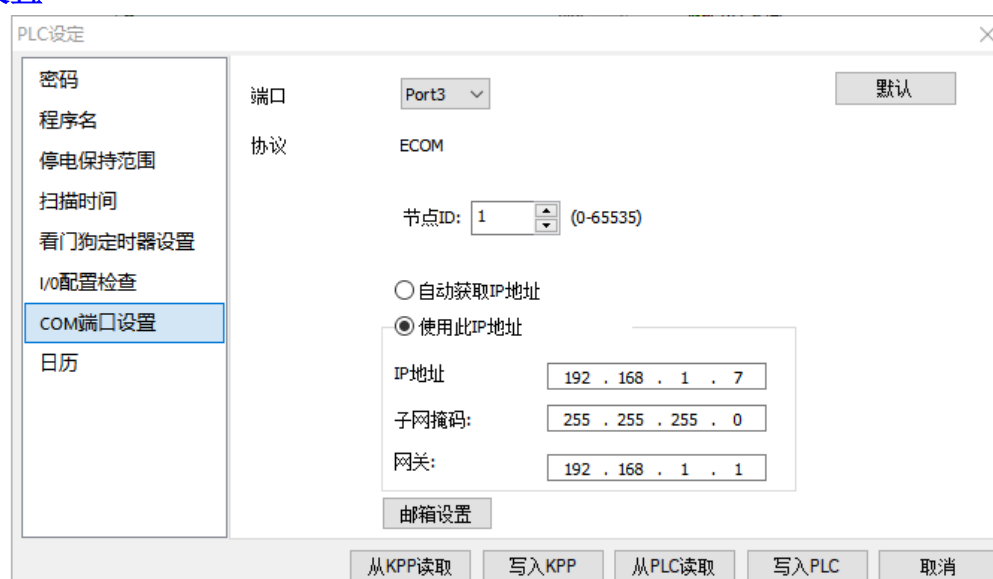 PLC设定
密码
程序名
停电保持范围
扫描时间
看门狗定时器设置
I/0配置检查
COM端口设置
日历
端口
Port3
默认
协议
ECOM
节点ID:
1
(0-65535)
自动获取IP地址
使用此IP地址
IP地址
192 . 168 . 1 . 7
子网掩码:
255 . 255 . 255 . 0
网关:
192 . 168 . 1 . 1
邮箱设置
从KPP读取
写入KPP
从PLC读取
写入PLC
取消